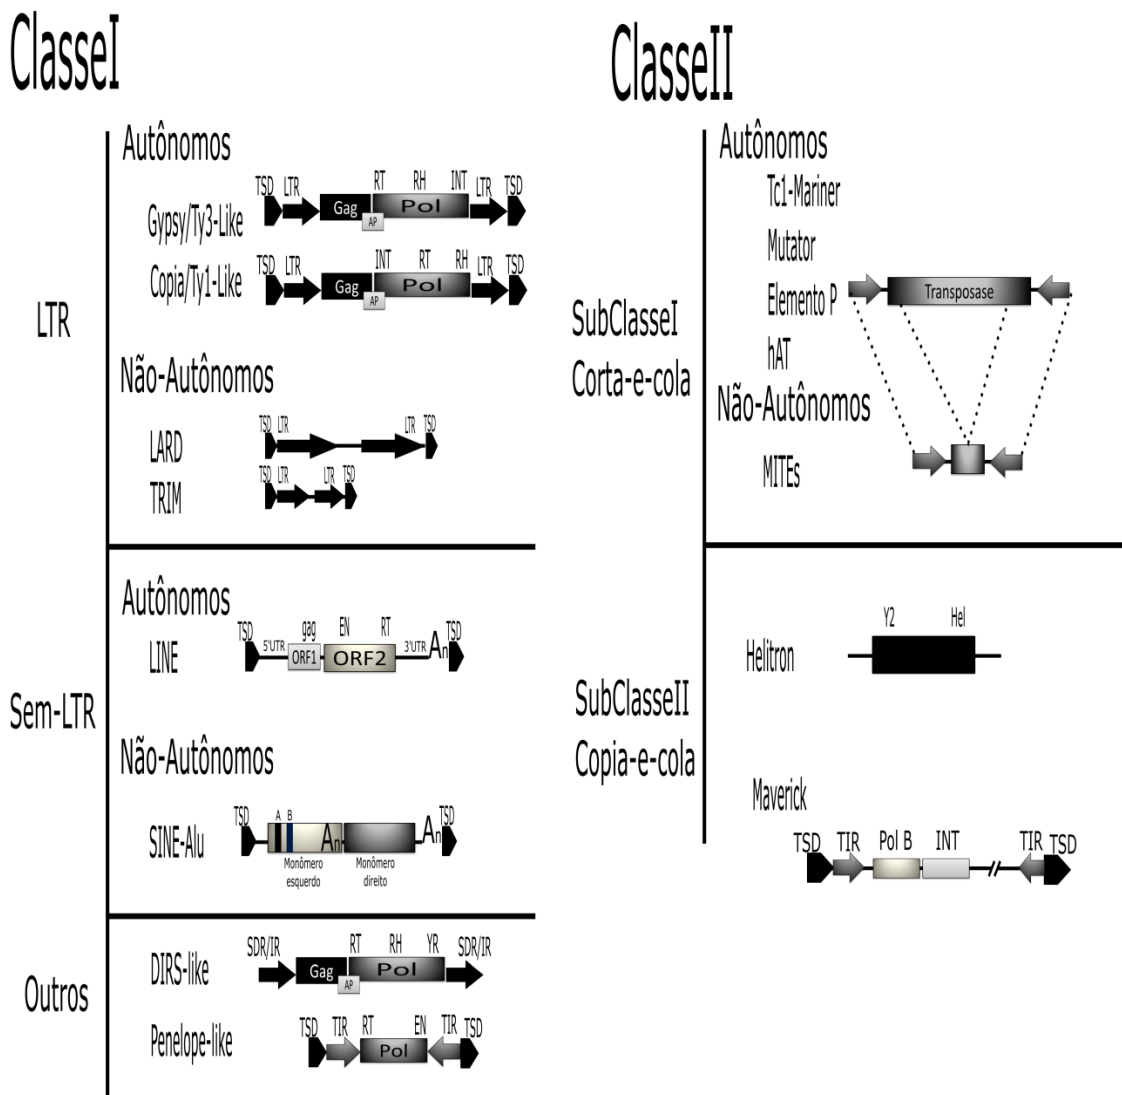 ClasseI
LTR
Autônomos
TSD LTR RT RH INT LTR TSD
Gypsy/Ty3-Like Gag AP Pol
TSD LTR INT RT RH LTR TSD
Copia/Ty1-Like Gag AP Pol
Não-Autônomos
TSD LTR LTR TSD
LARD
TSD LTR LTR TSD
TRIM
Sem-LTR
Autônomos
TSD 5'UTR gag EN RT 3'UTR An TSD
LINE ORF1 ORF2
Não-Autônomos
TSD A B An An TSD
SINE-Alu
Monômero esquerdo
Monômero direito
Outros
SDR/IR RT RH YR SDR/IR
DIRS-like Gag AP Pol
TSD TIR RT EN TIR TSD
Penelope-like Pol
ClasseII
SubClasseI
Corta-e-cola
Autônomos
Tc1-Mariner
Mutator
Elemento P Transposase
hAT
Não-Autônomos
MITEs
SubClasseII
Copia-e-cola
Y2 Hel
Helitron
Maverick
TSD TIR Pol B INT TIR TSD